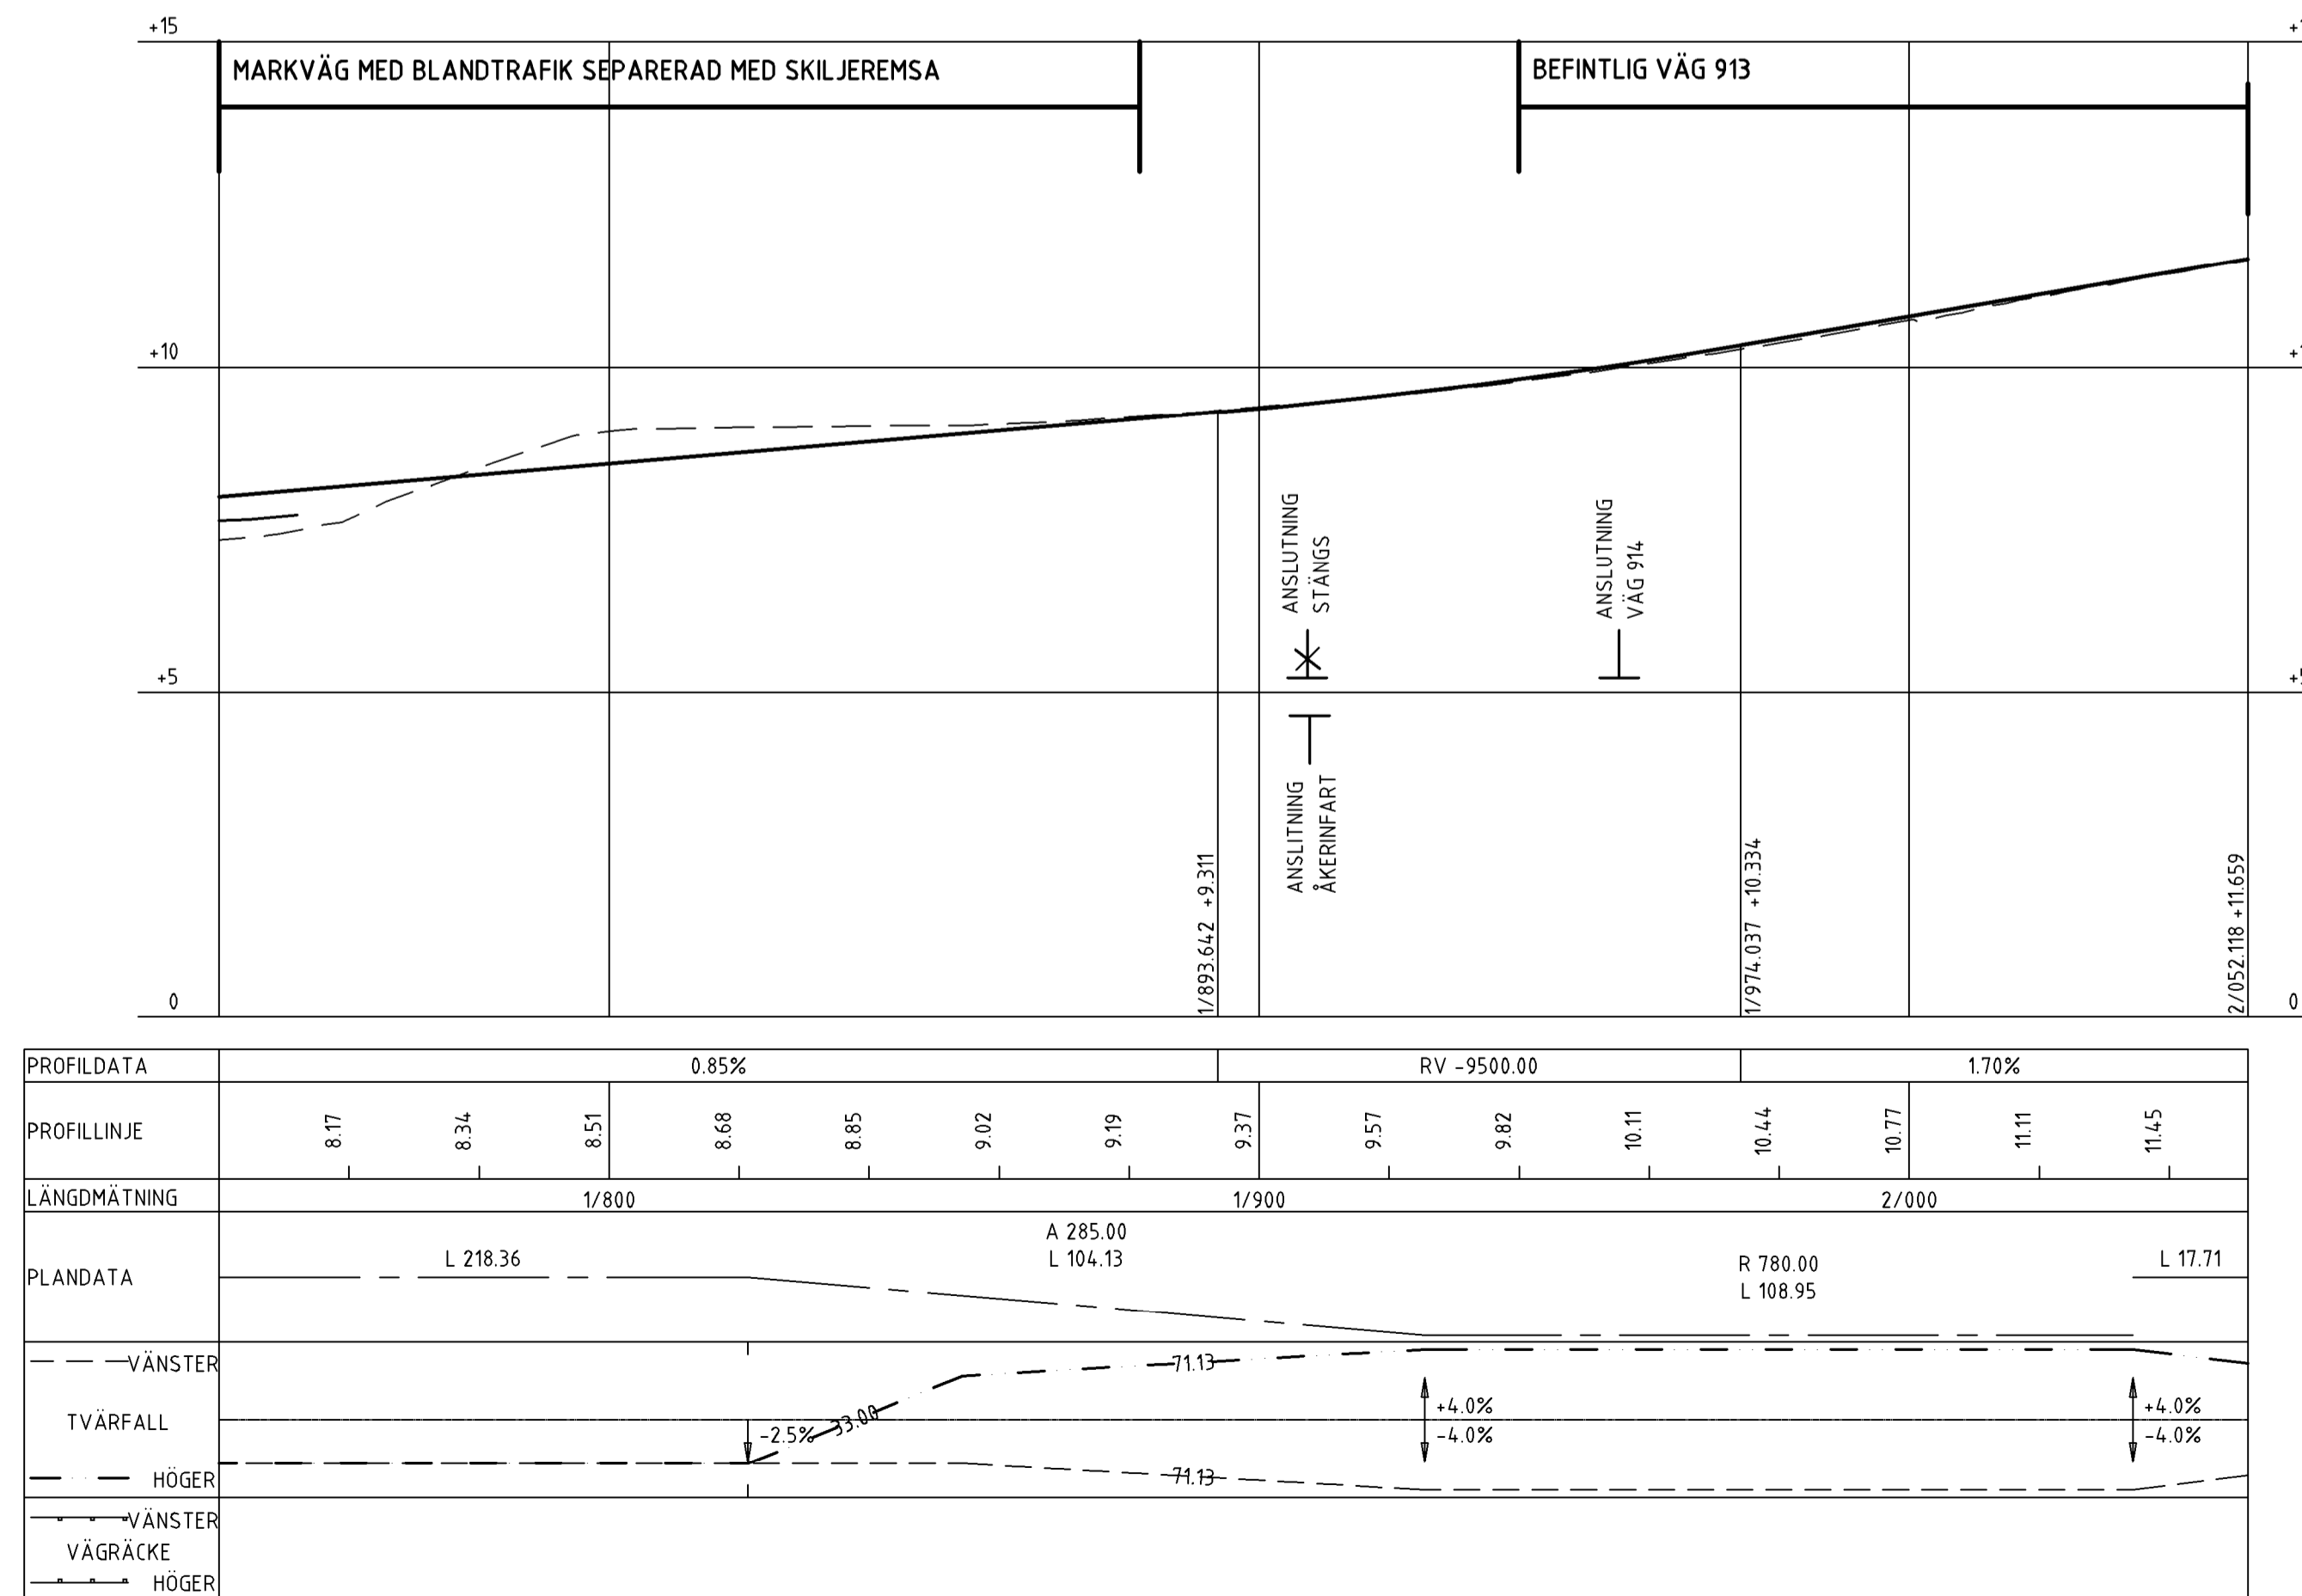 +15
MARKVÄG MED BLANDTRAFIK SEPARERAD MED SKILJEREMSA
BEFINTLIG VÄG 913
+10
+5
+5
0
0
ANSLUTNING
STÄNGS
ANSLUTNING
VÄG 914
ANSLITNING
ÅKERINFART
1/893.642 +9.311
1/974.037 +10.334
2/052.118 +11.659
PROFILDATA
0.85%
RV -9500.00
1.70%
PROFILLINJE
8.17
8.34
8.51
8.68
8.85
9.02
9.19
9.37
9.57
9.82
10.11
10.44
10.77
11.11
11.45
LÄNGDMÄTNING
1/800
1/900
2/000
PLANDATA
L 218.36
A 285.00
L 104.13
R 780.00
L 108.95
L 17.71
VÄNSTER
TVÄRFALL
HÖGER
-2.5%
33.00
71.13
71.13
+4.0%
-4.0%
+4.0%
-4.0%
VÄNSTER
VÄGRÄCKE
HÖGER